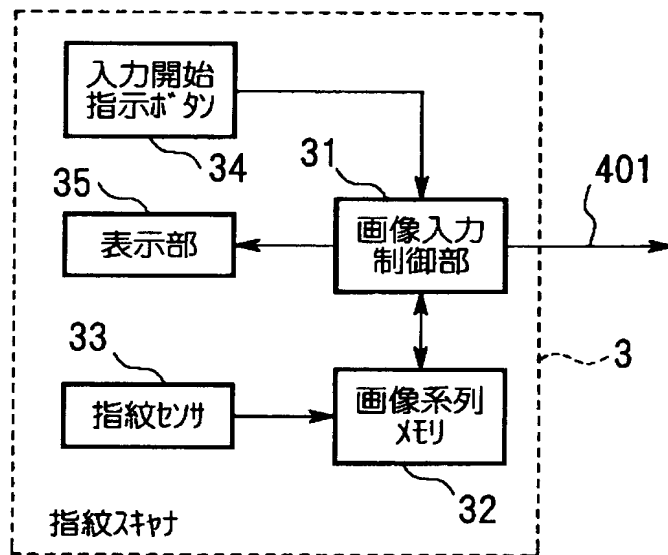 入力開始
指示ボタン
34
31
401
35
表示部
画像入力
制御部
33
3
指紋センサ
画像系列
メモリ
32
指紋スキャナ